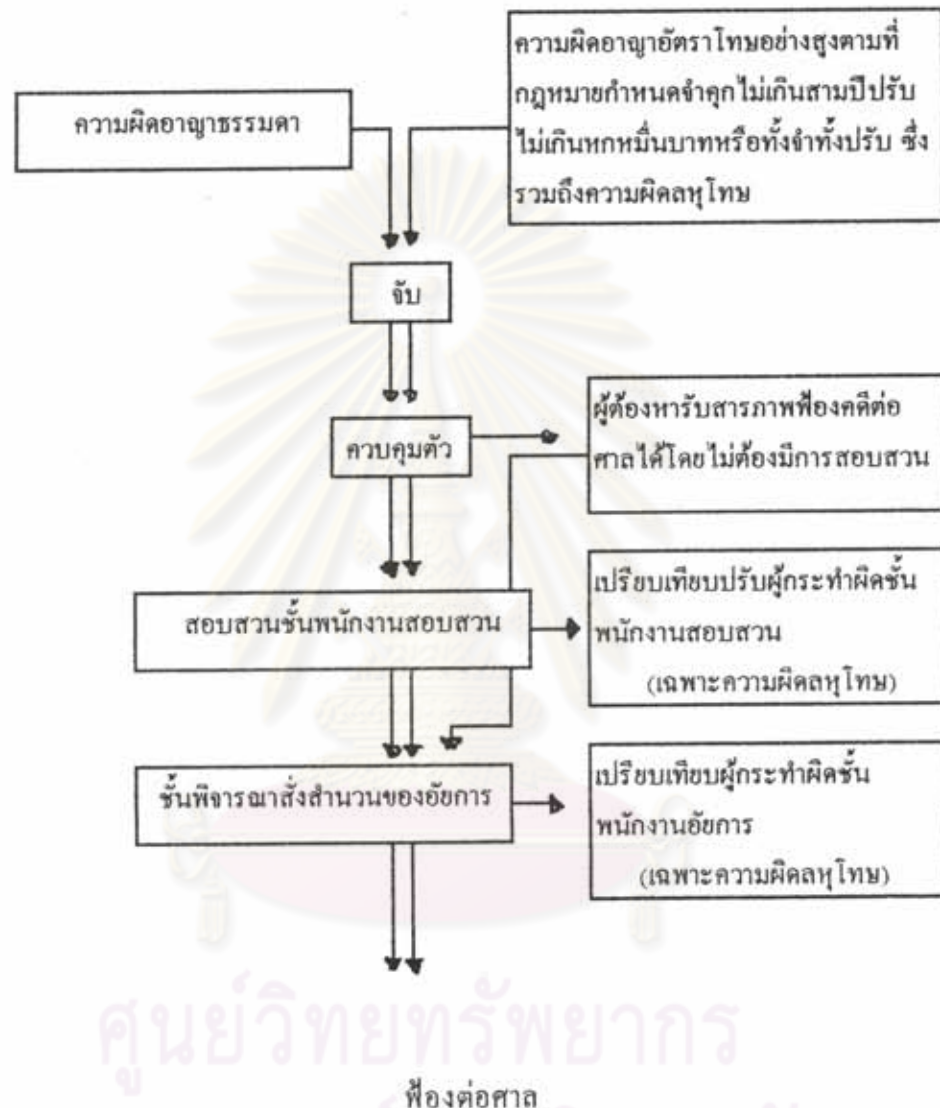 ความผิดอาญาธรรมดา
ความผิดอาญาอัตราโทษอย่างสูงตามที่
กฎหมายกำหนดจำคุกไม่เกินสามปีปรับ
ไม่เกินหกหมื่นบาทหรือทั้งจำทั้งปรับ ซึ่ง
รวมถึงความผิดลหุโทษ
จับ
ควบคุมตัว
ผู้ต้องหารับสารภาพฟ้องคดีต่อ
ศาลได้โดยไม่ต้องมีการสอบสวน
สอบสวนชั้นพนักงานสอบสวน
เปรียบเทียบปรับผู้กระทำผิดชั้น
พนักงานสอบสวน
(เฉพาะความผิดลหุโทษ)
ชั้นพิจารณาสั่งสำนวนของอัยการ
เปรียบเทียบผู้กระทำผิดชั้น
พนักงานอัยการ
(เฉพาะความผิดลหุโทษ)
ศูนย์วิทยทรัพยากร
ฟ้องต่อศาล